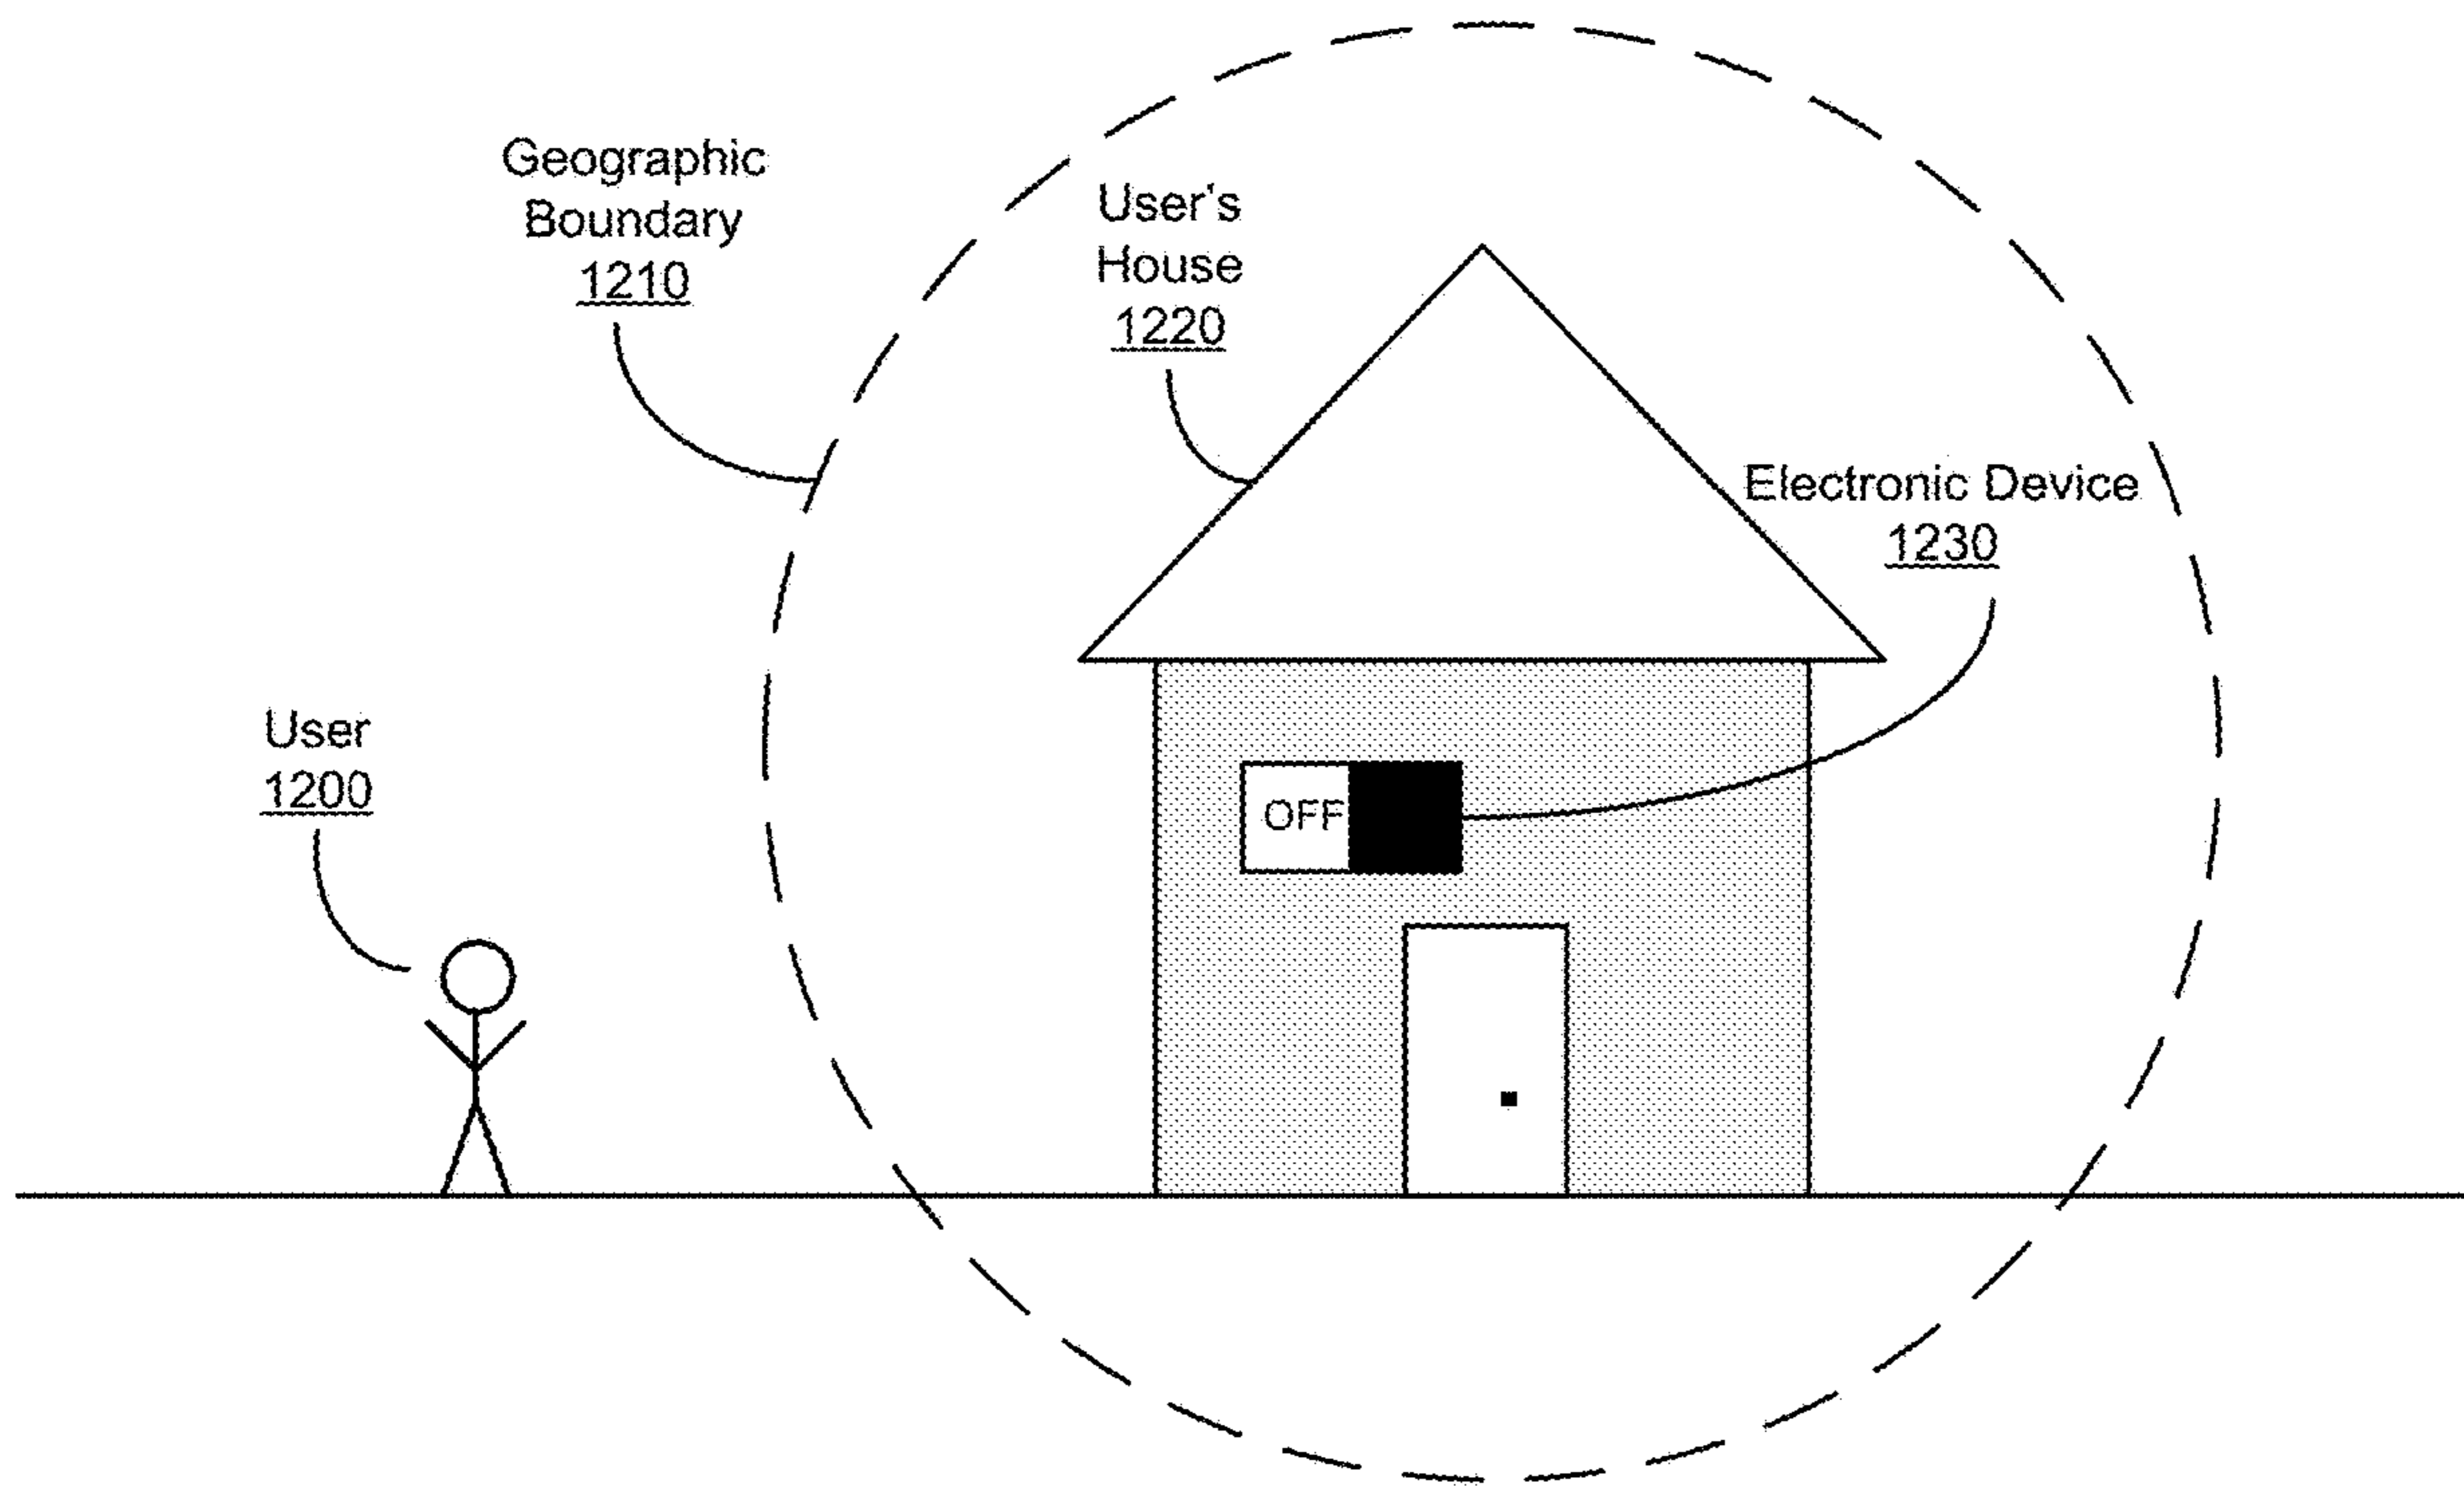 Geographic
Boundary
1210
User's
House
1220
Electronic Device
1230
User
1200
OFF